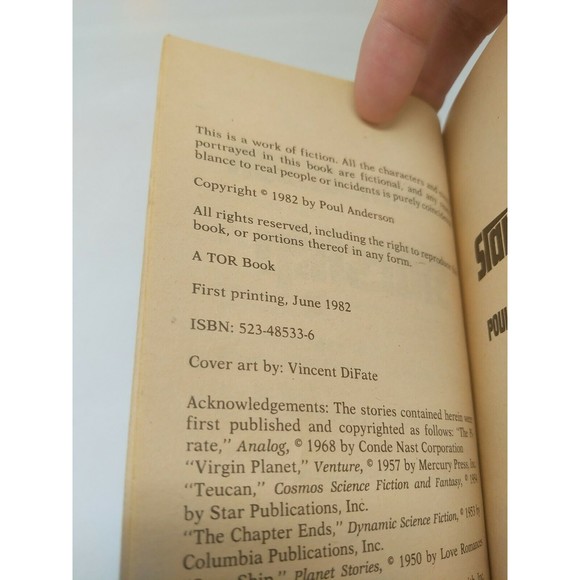 This is a work of fiction. All the characters and
portrayed in this book are fictional, and any
blance to real people or incidents is purely
Copyright © 1982 by Poul Anderson
All rights reserved, including the right to reproduce
book, or portions thereof in any form.
A TOR Book
First printing, June 1982
ISBN: 523-48533-6
Cover art by: Vincent DiFate
Acknowledgements: The stories contained herein
first published and copyrighted as follows: "The
rate," Analog, © 1968 by Conde Nast Corporation
"Virgin Planet," Venture, © 1957 by Mercury Press, Inc.
"Teucan," Cosmos Science Fiction and Fantasy, ©
by Star Publications, Inc.
"The Chapter Ends," Dynamic Science Fiction, © 1953 by
Columbia Publications, Inc.
Ship," Planet Stories, © 1950 by Love